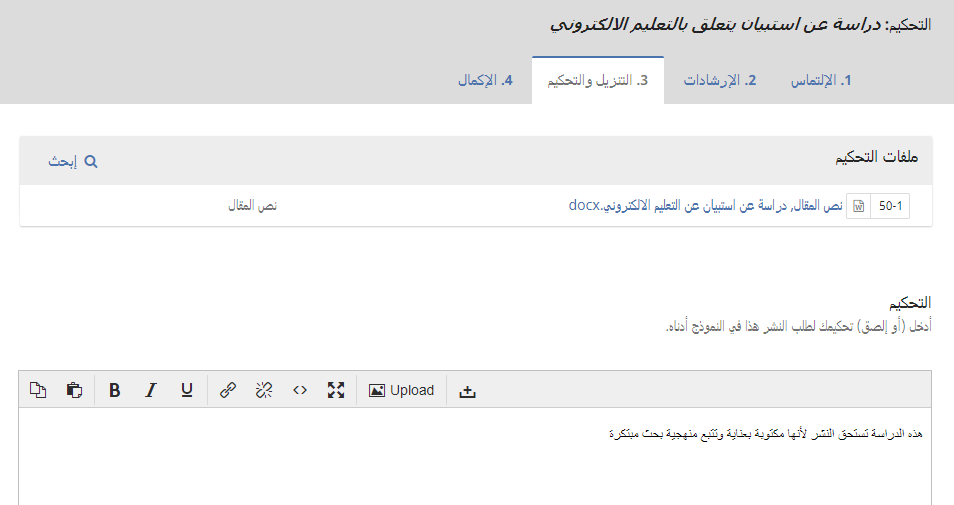 التحكيم: دراسة عن استبيان يتعلق بالتعليم الالكتروني
1. الإلتماس 2. الإرشادات 3. التنزيل والتحكيم 4. الإكمال
ملفات التحكيم إبحث
50-1 نص المقال, دراسة عن استبيان عن التعليم الالكتروني.docx نص المقال
التحكيم
أدخل (أو إلصق) تحكيمك لطلب النشر هذا في النموذج أدناه.
B I U Upload
هذه الدراسة تستحق النشر لأنها مكتوبة بعناية وتتبع منهجية بحث مبتكرة